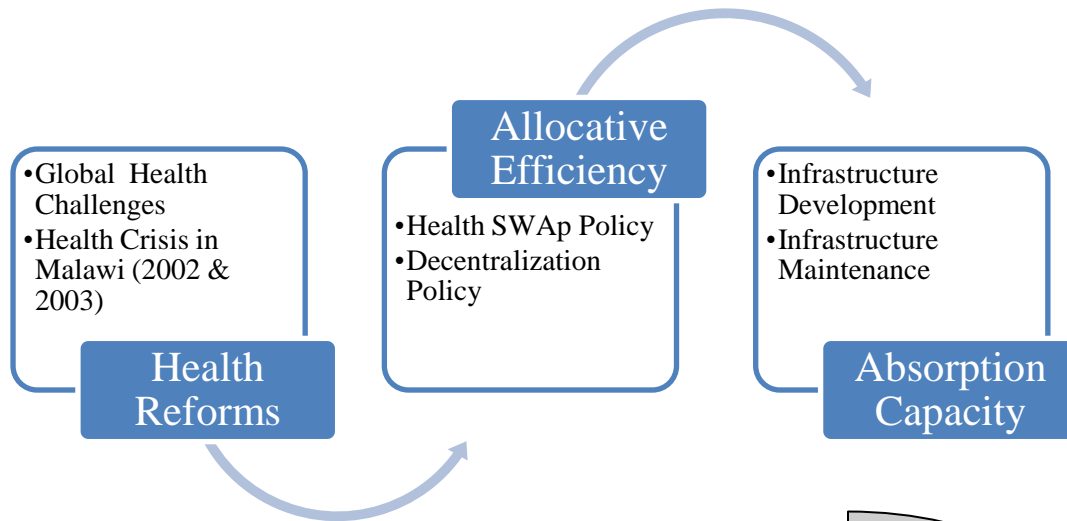 •Global Health
Challenges
•Health Crisis in
Malawi (2002 &
2003)
Health
Reforms
Allocative
Efficiency
•Health SWAp Policy
•Decentralization
Policy
•Infrastructure
Development
•Infrastructure
Maintenance
Absorption
Capacity